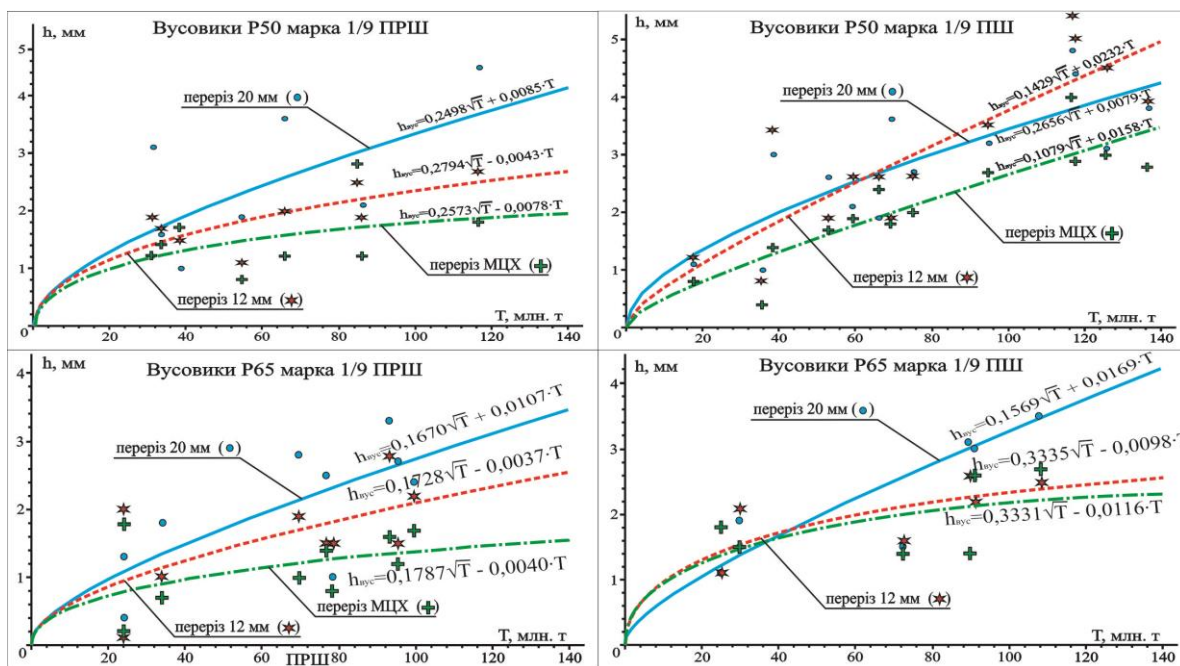 Вусовики Р50 марка 1/9 ПРШ
h, мм
5
4
3
2
1
0
20
40
60
80
100
120
140
T, млн. т
переріз 20 мм ( )
hвус=0,2498√T + 0,0085·T
hвус=0,2794√T - 0,0043·T
hвус=0,2573√T - 0,0078·T
переріз МЦХ ( )
переріз 12 мм ( )
Вусовики Р50 марка 1/9 ПШ
h, мм
5
4
3
2
1
0
20
40
60
80
100
120
140
T, млн. т
переріз 20 мм ( )
hвус=0,1429√T + 0,0232·T
hвус=0,2656√T + 0,0079·T
hвус=0,1079√T + 0,0158·T
переріз МЦХ ( )
переріз 12 мм ( )
Вусовики Р65 марка 1/9 ПРШ
h, мм
4
3
2
1
0
20
40
60
80
100
120
140
T, млн. т
ПРШ
переріз 20 мм ( )
hвус=0,1670√T + 0,0107·T
hвус=0,1728√T - 0,0037·T
hвус=0,1787√T - 0,0040·T
переріз МЦХ ( )
переріз 12 мм ( )
Вусовики Р65 марка 1/9 ПШ
h, мм
4
3
2
1
0
20
40
60
80
100
120
140
T, млн. т
переріз 20 мм ( )
hвус=0,1569√T + 0,0169·T
hвус=0,3335√T - 0,0098·T
hвус=0,3331√T - 0,0116·T
переріз 12 мм ( )